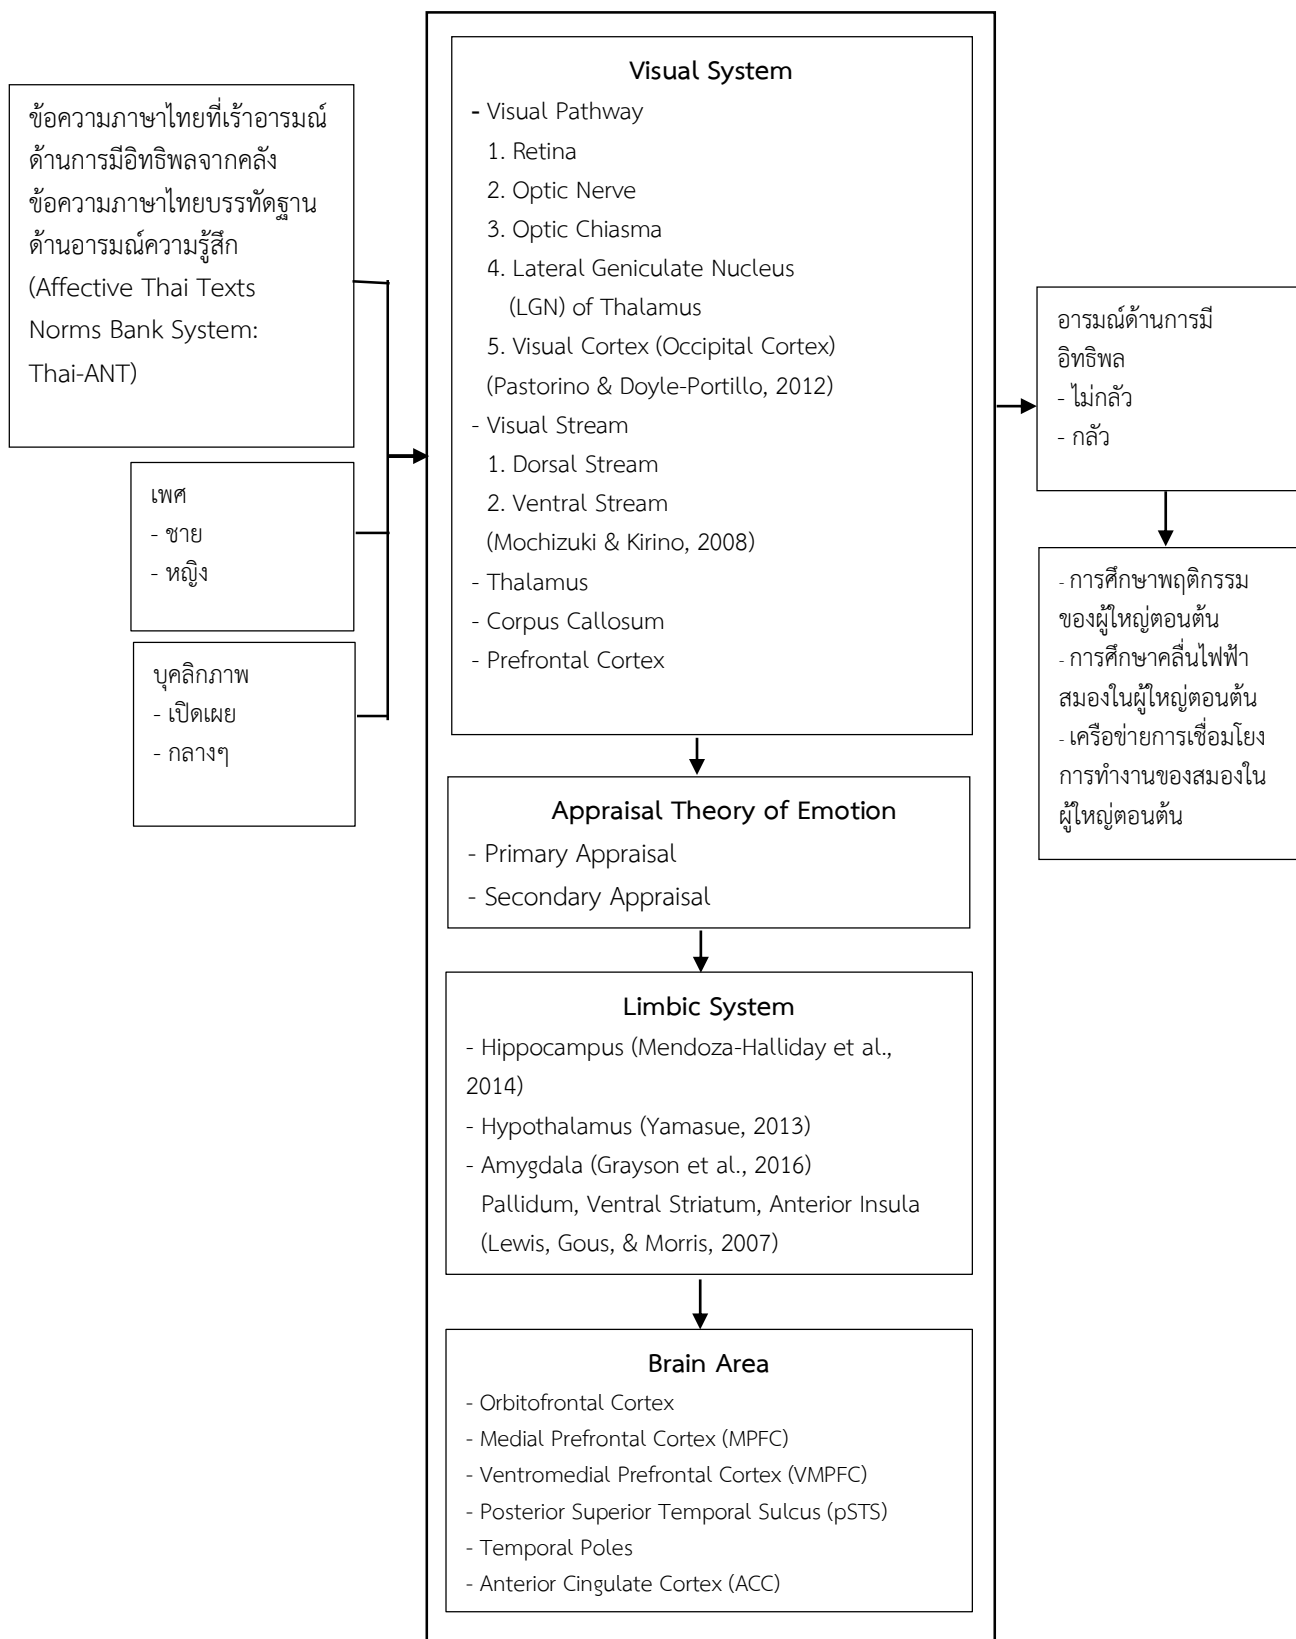 ข้อความภาษาไทยที่เร้าอารมณ์
ด้านการมีอิทธิพลจากคลัง
ข้อความภาษาไทยบรรทัดฐาน
ด้านอารมณ์ความรู้สึก
(Affective Thai Texts
Norms Bank System:
Thai-ANT)
เพศ
- ชาย
- หญิง
บุคลิกภาพ
- เปิดเผย
- กลางๆ
Visual System
- Visual Pathway
1. Retina
2. Optic Nerve
3. Optic Chiasma
4. Lateral Geniculate Nucleus
(LGN) of Thalamus
5. Visual Cortex (Occipital Cortex)
(Pastorino & Doyle-Portillo, 2012)
- Visual Stream
1. Dorsal Stream
2. Ventral Stream
(Mochizuki & Kirino, 2008)
- Thalamus
- Corpus Callosum
- Prefrontal Cortex
Appraisal Theory of Emotion
- Primary Appraisal
- Secondary Appraisal
Limbic System
- Hippocampus (Mendoza-Halliday et al.,
2014)
- Hypothalamus (Yamasue, 2013)
- Amygdala (Grayson et al., 2016)
Pallidum, Ventral Striatum, Anterior Insula
(Lewis, Gous, & Morris, 2007)
Brain Area
- Orbitofrontal Cortex
- Medial Prefrontal Cortex (MPFC)
- Ventromedial Prefrontal Cortex (VMPFC)
- Posterior Superior Temporal Sulcus (pSTS)
- Temporal Poles
- Anterior Cingulate Cortex (ACC)
อารมณ์ด้านการมี
อิทธิพล
- ไม่กลัว
- กลัว
- การศึกษาพฤติกรรม
ของผู้ใหญ่ตอนต้น
- การศึกษาคลื่นไฟฟ้า
สมองในผู้ใหญ่ตอนต้น
- เครือข่ายการเชื่อมโยง
การทำงานของสมองใน
ผู้ใหญ่ตอนต้น